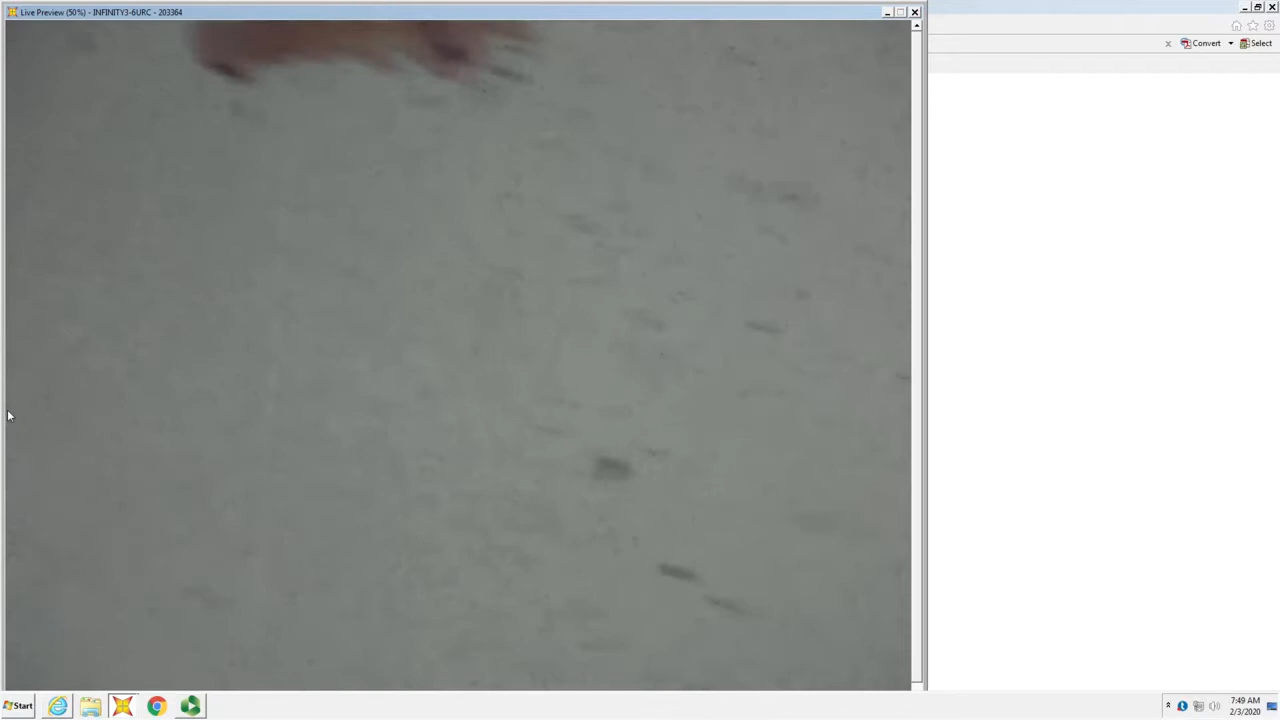 Live Preview (50%) - INFINITY3-6URC - 203364
x Convert Select
Start
7:49 AM
2/3/2020